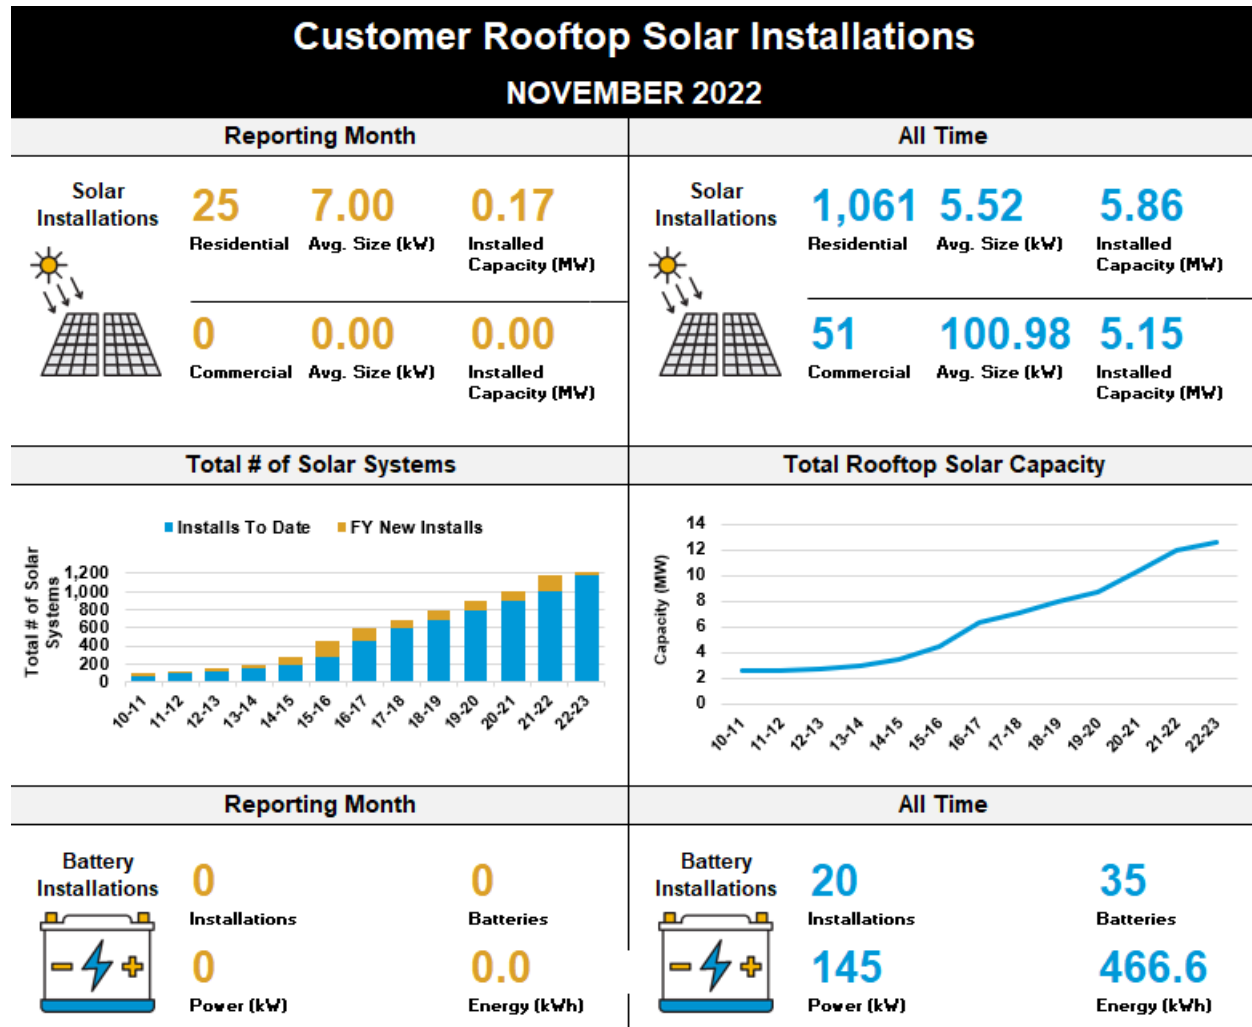 Customer Rooftop Solar Installations
NOVEMBER 2022
Reporting Month
Solar
Installations
25
Residential
7.00
Avg. Size (kW)
0.17
Installed
Capacity (MW)
0
Commercial
0.00
Avg. Size (kW)
0.00
Installed
Capacity (MW)
All Time
Solar
Installations
1,061
Residential
5.52
Avg. Size (kW)
5.86
Installed
Capacity (MW)
51
Commercial
100.98
Avg. Size (kW)
5.15
Installed
Capacity (MW)
Total # of Solar Systems
Installs To Date
FY New Installs
Total # of Solar
Systems
1,200
1,000
800
600
400
200
0
10-11
11-12
12-13
13-14
14-15
15-16
16-17
17-18
18-19
19-20
20-21
21-22
22-23
Total Rooftop Solar Capacity
Capacity (MW)
14
12
10
8
6
4
2
0
10-11
11-12
12-13
13-14
14-15
15-16
16-17
17-18
18-19
19-20
20-21
21-22
22-23
Reporting Month
Battery
Installations
0
Installations
0
Batteries
0
Power (kW)
0.0
Energy (kWh)
All Time
Battery
Installations
20
Installations
35
Batteries
145
Power (kW)
466.6
Energy (kWh)